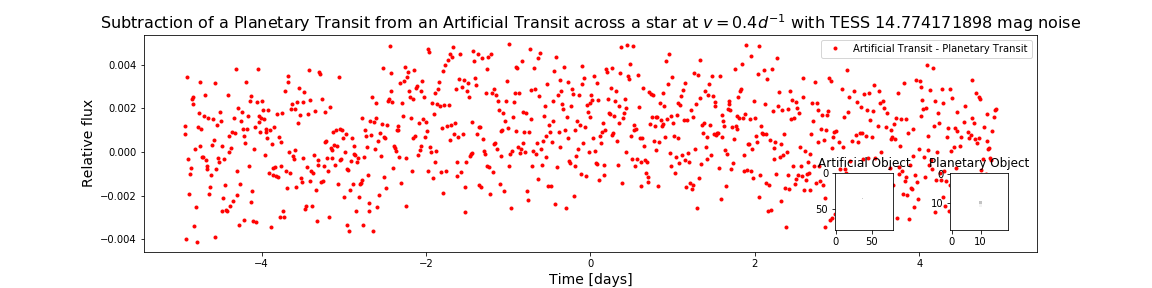 Subtraction of a Planetary Transit from an Artificial Transit across a star at v = 0.4d⁻¹ with TESS 14.774171898 mag noise
Relative flux
0.004
0.002
0.000
−0.002
−0.004
Artificial Transit - Planetary Transit
Artificial Object
0
50
0 50
Planetary Object
0
10
0 10
−4 −2 0 2 4
Time [days]